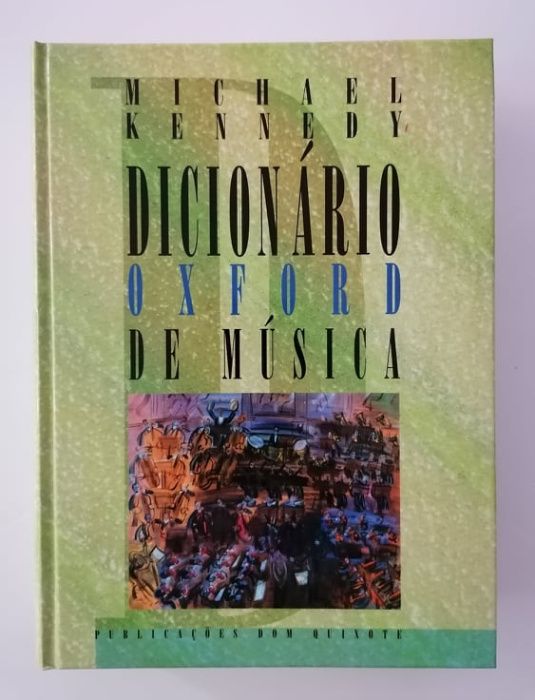 MICHAEL
KENNEDY
DICIONÁRIO
OXFORD
DE MÚSICA
PUBLICAÇÕES DOM QUIXOTE